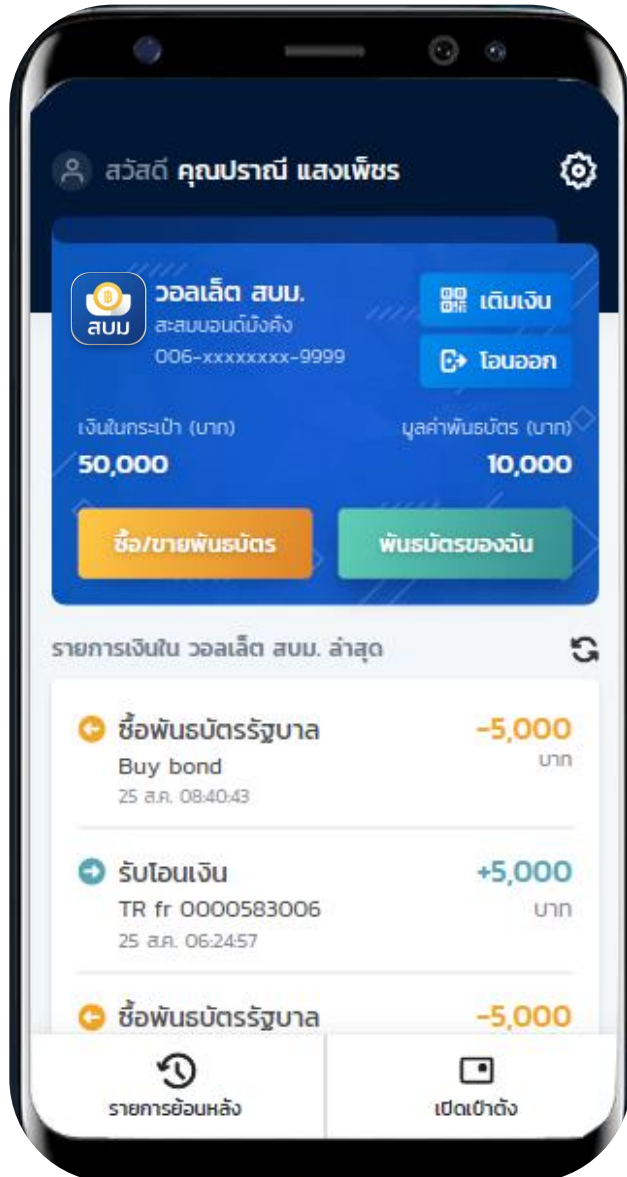 สวัสดี คุณปราณี แสงเพ็ชร
สบม
วอลเล็ต สบม.
สะสมบอนด์มั่งคั่ง
006-xxxxxxxx-9999
เติมเงิน
โอนออก
เงินในกระเป๋า (บาท)
50,000
มูลค่าพันธบัตร (บาท)
10,000
ซื้อ/ขายพันธบัตร
พันธบัตรของฉัน
รายการเงินใน วอลเล็ต สบม. ล่าสุด
ซื้อพันธบัตรรัฐบาล
-5,000
Buy bond
บาท
25 ส.ค. 08:40:43
รับโอนเงิน
+5,000
TR fr 0000583006
บาท
25 ส.ค. 06:24:57
ซื้อพันธบัตรรัฐบาล
-5,000
รายการย้อนหลัง
เปิดเป๋าตัง